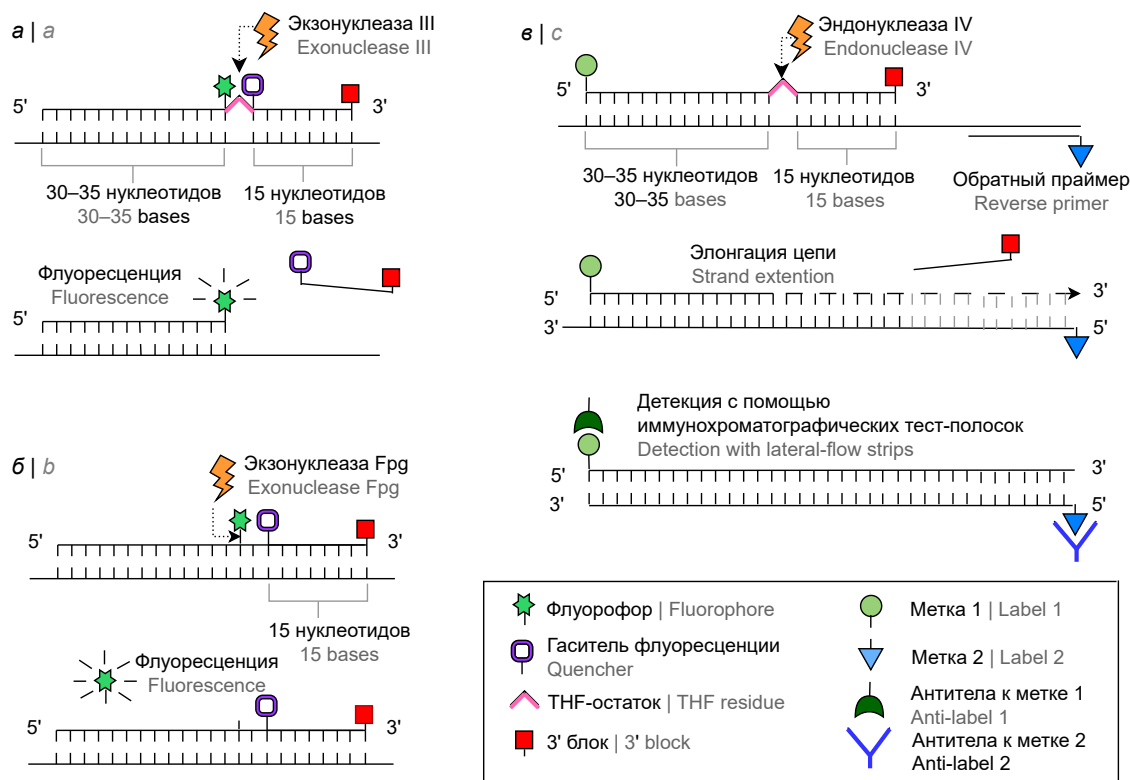 а | a
Экзонуклеаза III
Exonuclease III
5'
3'
30–35 нуклеотидов
30–35 bases
15 нуклеотидов
15 bases
Флуоресценция
Fluorescence
5'
б | b
Экзонуклеаза Fpg
Exonuclease Fpg
5'
3'
15 нуклеотидов
15 bases
Флуоресценция
Fluorescence
5'
3'
в | c
Эндонуклеаза IV
Endonuclease IV
5'
3'
30–35 нуклеотидов
30–35 bases
15 нуклеотидов
15 bases
Обратный праймер
Reverse primer
Элонгация цепи
Strand extention
5'
3'
3'
5'
Детекция с помощью
иммунохроматографических тест-полосок
Detection with lateral-flow strips
5'
3'
3'
5'
Флуорофор | Fluorophore
Гаситель флуоресценции
Quencher
THF-остаток | THF residue
3' блок | 3' block
Метка 1 | Label 1
Метка 2 | Label 2
Антитела к метке 1
Anti-label 1
Антитела к метке 2
Anti-label 2